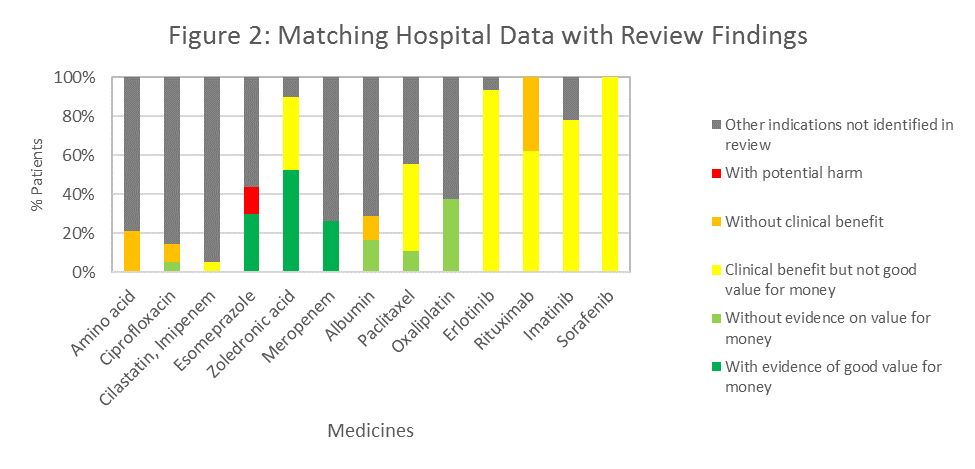 Figure 2: Matching Hospital Data with Review Findings
100%
80%
60%
40%
20%
0%
% Patients
Amino acid
Ciprofloxacin
Cilastatin, Imipenem
Esomeprazole
Zoledronic acid
Meropenem
Albumin
Paclitaxel
Oxaliplatin
Erlotinib
Rituximab
Imatinib
Sorafenib
Medicines
Other indications not identified in
review
With potential harm
Without clinical benefit
Clinical benefit but not good
value for money
Without evidence on value for
money
With evidence of good value for
money